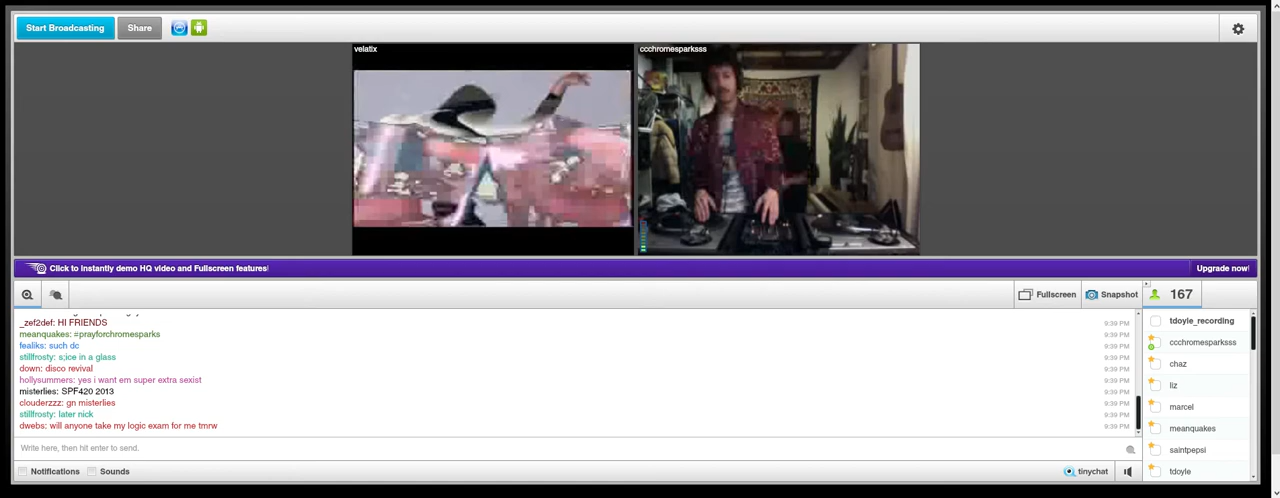 Start Broadcasting
Share
velatix
ccchromesparksss
Click to instantly demo HQ video and Fullscreen features!
Upgrade now!
Fullscreen
Snapshot
167
_zef2def: HI FRIENDS 9:39 PM
meanquakes: #prayforchromesparks 9:39 PM
fealiks: such dc 9:39 PM
stillfrosty: s;ice in a glass 9:39 PM
down: disco revival 9:39 PM
hollysummers: yes i want em super extra sexist 9:39 PM
misterlies: SPF420 2013 9:39 PM
clouderzzz: gn misterlies 9:39 PM
stillfrosty: later nick 9:39 PM
dwebs: will anyone take my logic exam for me tmrw 9:39 PM
Write here, then hit enter to send.
Notifications
Sounds
tinychat
tdoyle_recording
ccchromesparksss
chaz
liz
marcel
meanquakes
saintpepsi
tdoyle